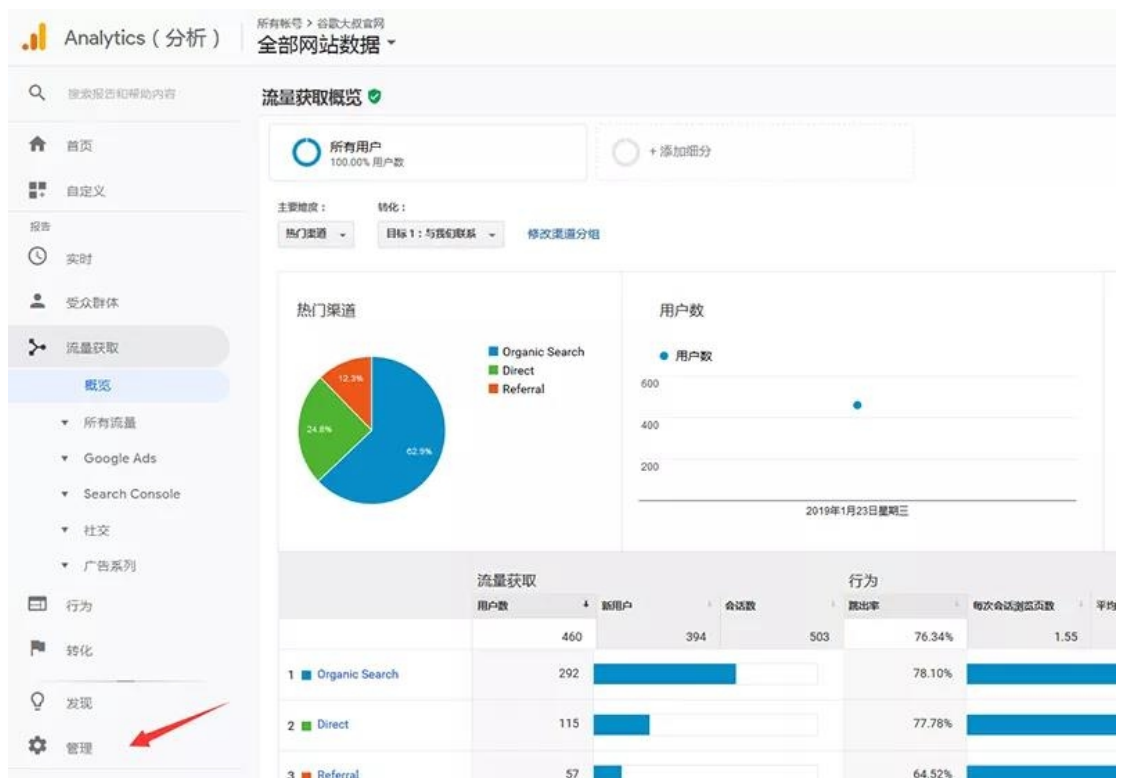 Analytics（分析）
所有帐号 > 谷歌大叔官网
全部网站数据
搜索报告和帮助内容
首页
自定义
报告
实时
受众群体
流量获取
概览
所有流量
Google Ads
Search Console
社交
广告系列
行为
转化
发现
管理
流量获取概览
所有用户
100.00% 用户数
+ 添加细分
主要维度：
转化：
热门渠道
目标 1：与我们联系
修改渠道分组
热门渠道
Organic Search
Direct
Referral
12.3%
24.8%
62.9%
用户数
用户数
600
400
200
2019年1月23日星期三
流量获取 行为
用户数 新用户 会话数 跳出率 每次会话浏览页数 平均
460 394 503 76.34% 1.55
1 Organic Search 292 78.10%
2 Direct 115 77.78%
3 Referral 57 64.52%